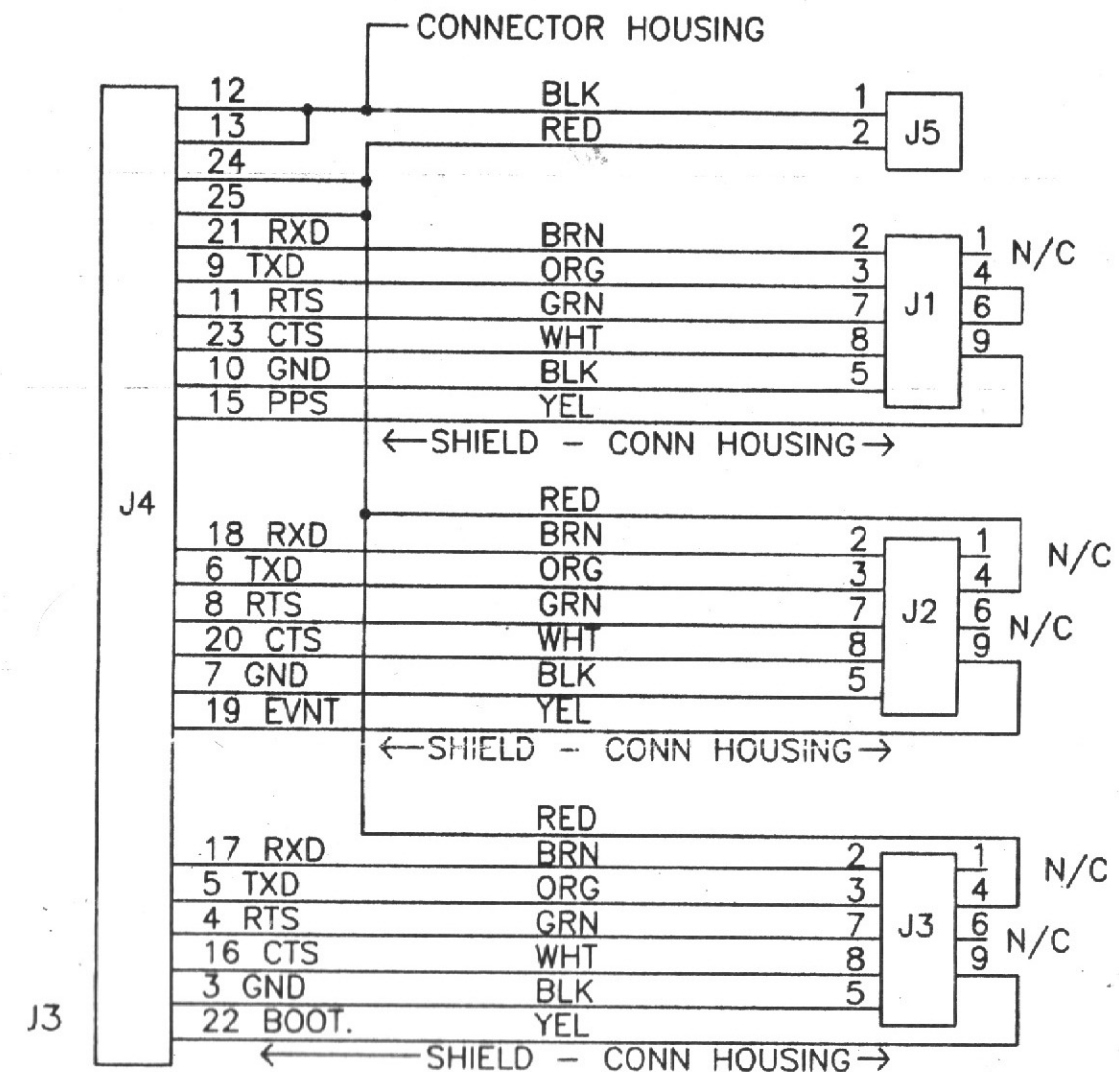 CONNECTOR HOUSING
12 BLK 1
13 RED 2 J5
24
25
21 RXD BRN 2 1 N/C
9 TXD ORG 3 4
11 RTS GRN 7 J1 6
23 CTS WHT 8 9
10 GND BLK 5
15 PPS YEL
←SHIELD – CONN HOUSING→
J4
RED
18 RXD BRN 2 1 N/C
6 TXD ORG 3 4
8 RTS GRN 7 J2 6 N/C
20 CTS WHT 8 9
7 GND BLK 5
19 EVNT YEL
←SHIELD – CONN HOUSING→
RED
17 RXD BRN 2 1 N/C
5 TXD ORG 3 4
4 RTS GRN 7 J3 6 N/C
16 CTS WHT 8 9
3 GND BLK 5
J3
22 BOOT. YEL
←SHIELD – CONN HOUSING→